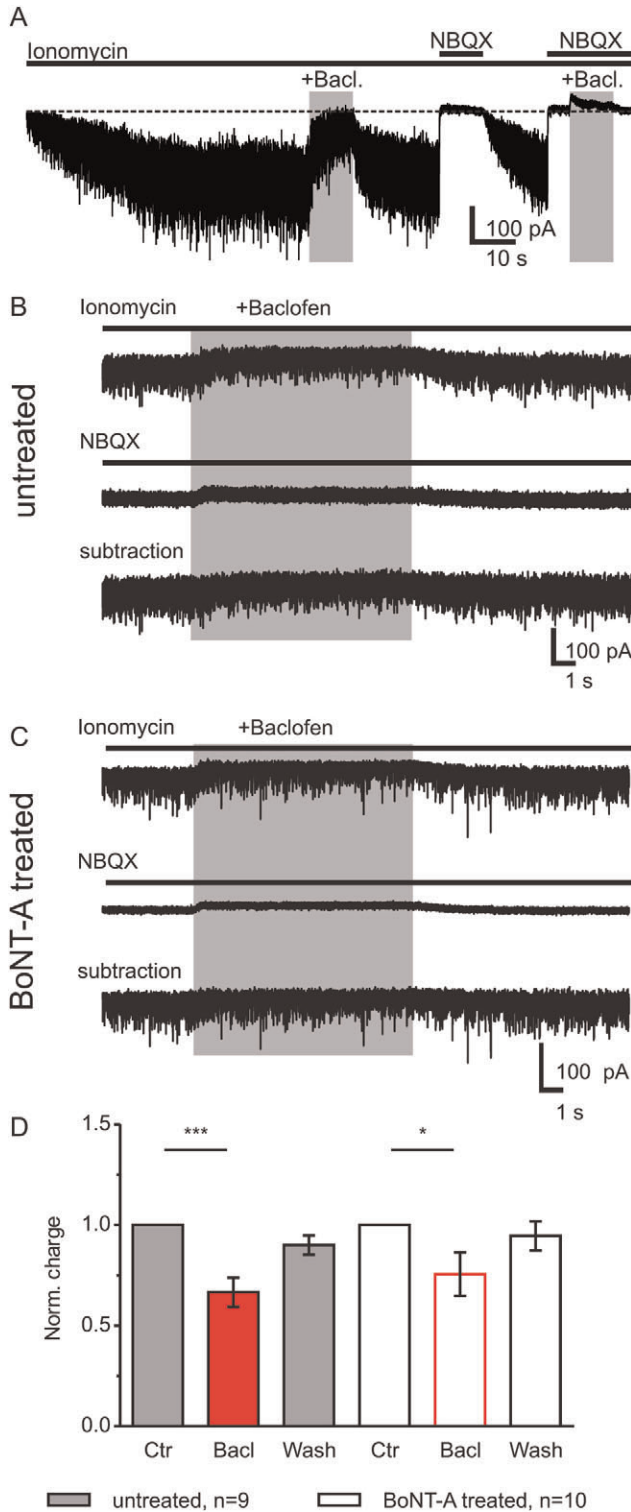 A
Ionomycin
NBQX NBQX
+Bacl. +Bacl.
100 pA
10 s
B
Ionomycin +Baclofen
untreated
NBQX
subtraction
100 pA
1 s
C
Ionomycin +Baclofen
BoNT-A treated
NBQX
subtraction
100 pA
1 s
D
1.5
*** *
1.0
Norm. charge
0.5
0.0
Ctr Bacl Wash Ctr Bacl Wash
untreated, n=9 BoNT-A treated, n=10